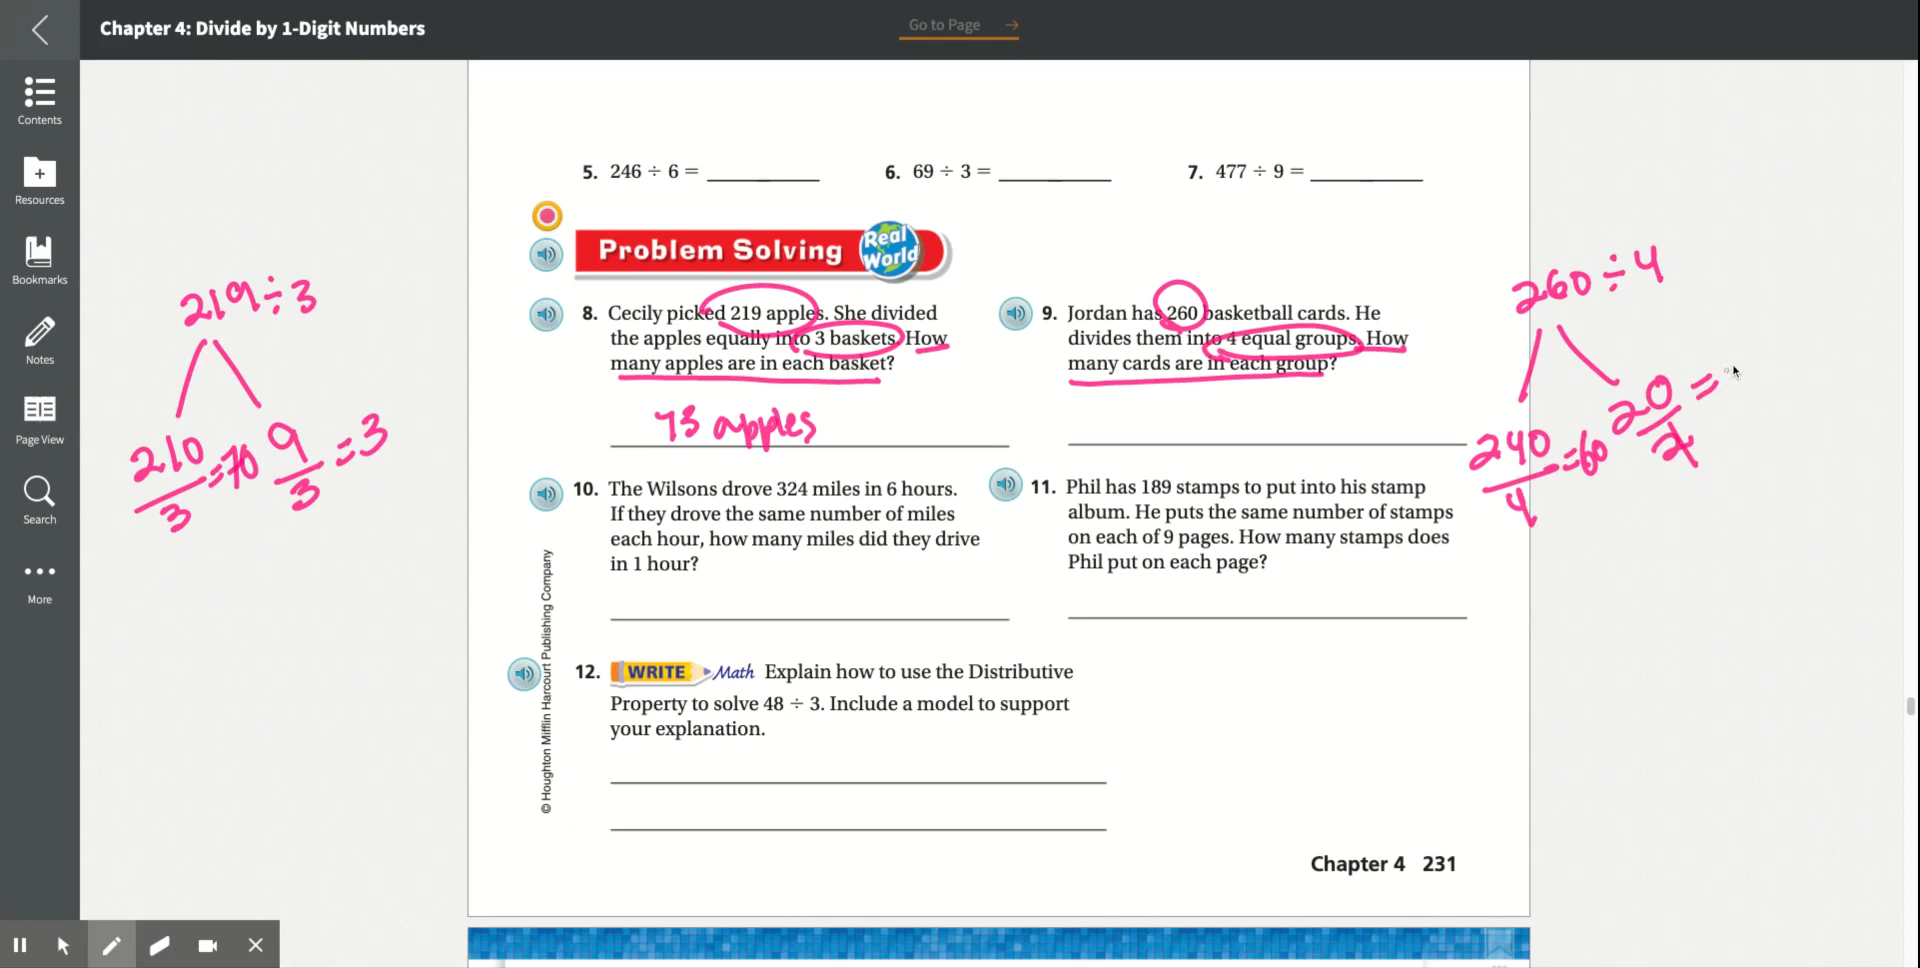 Chapter 4: Divide by 1-Digit Numbers
Go to Page →
Contents
Resources
Bookmarks
Notes
Page View
Search
More
5. 246 ÷ 6 = ________
6. 69 ÷ 3 = ________
7. 477 ÷ 9 = ________
Problem Solving Real World
8. Cecily picked 219 apples. She divided
the apples equally into 3 baskets. How
many apples are in each basket?
73 apples
9. Jordan has 260 basketball cards. He
divides them into 4 equal groups. How
many cards are in each group?
10. The Wilsons drove 324 miles in 6 hours.
If they drove the same number of miles
each hour, how many miles did they drive
in 1 hour?
11. Phil has 189 stamps to put into his stamp
album. He puts the same number of stamps
on each of 9 pages. How many stamps does
Phil put on each page?
12. WRITE Math Explain how to use the Distributive
Property to solve 48 ÷ 3. Include a model to support
your explanation.
© Houghton Mifflin Harcourt Publishing Company
Chapter 4 231
219 ÷ 3
210/3 = 70 9/3 = 3
260 ÷ 4
240/4 = 60 20/4 =